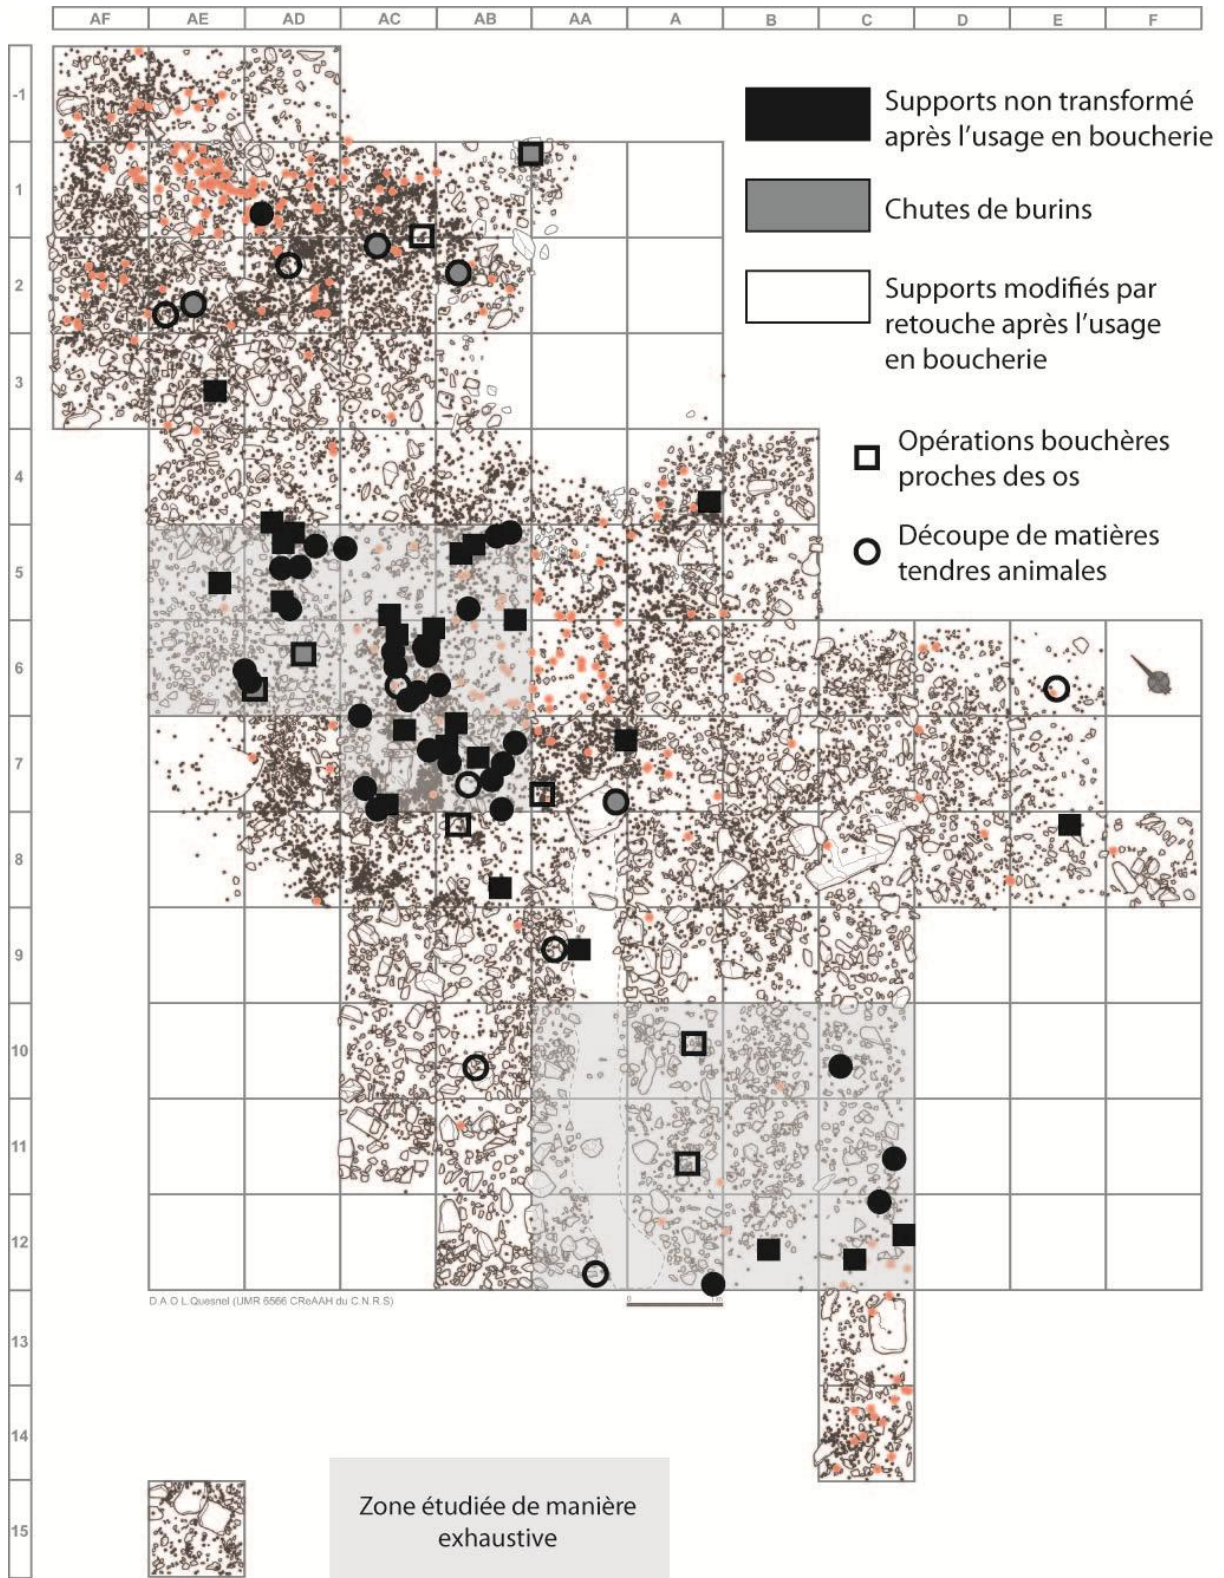 AF AE AD AC AB AA A B C D E F
-1
1
2
3
4
5
6
7
8
9
10
11
12
13
14
15
Supports non transformé
après l'usage en boucherie
Chutes de burins
Supports modifiés par
retouche après l'usage
en boucherie
Opérations bouchères
proches des os
Découpe de matières
tendres animales
D.A.O L.Quesnel (UMR 6566 CReAAH du C.N.R.S)
0
Zone étudiée de manière
exhaustive